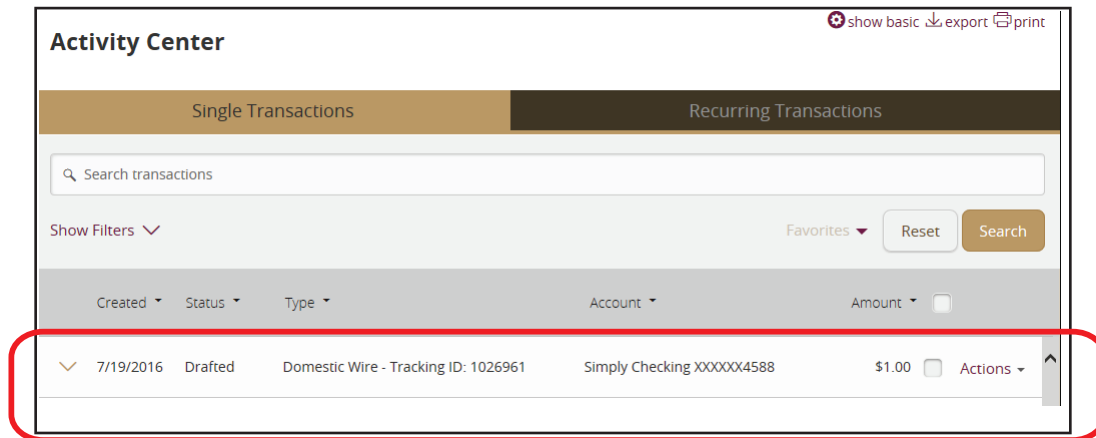 show basic export print
Activity Center
Single Transactions Recurring Transactions
Search transactions
Show Filters Favorites Reset Search
Created Status Type Account Amount
7/19/2016 Drafted Domestic Wire - Tracking ID: 1026961 Simply Checking XXXXXX4588 $1.00 Actions